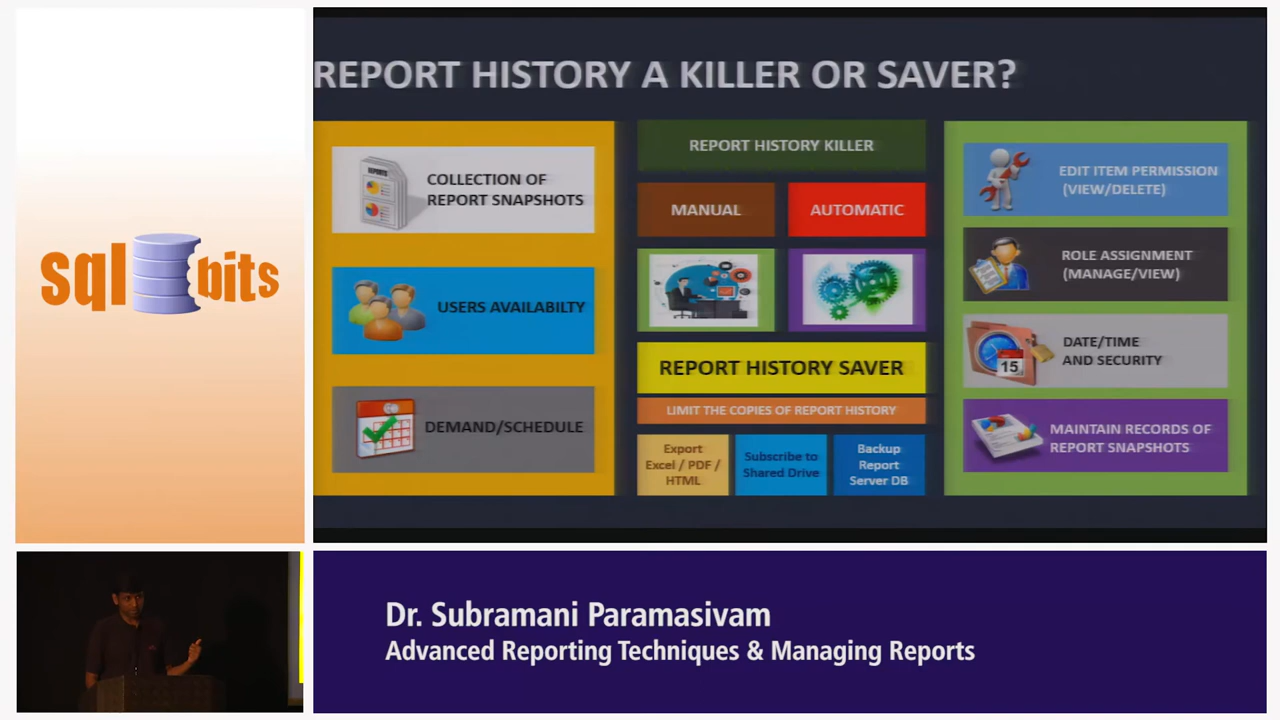 REPORT HISTORY A KILLER OR SAVER?
REPORTS
COLLECTION OF
REPORT SNAPSHOTS
USERS AVAILABILTY
DEMAND/SCHEDULE
REPORT HISTORY KILLER
MANUAL
AUTOMATIC
REPORT HISTORY SAVER
LIMIT THE COPIES OF REPORT HISTORY
Export
Excel / PDF /
HTML
Subscribe to
Shared Drive
Backup
Report
Server DB
EDIT ITEM PERMISSION
(VIEW/DELETE)
ROLE ASSIGNMENT
(MANAGE/VIEW)
15
DATE/TIME
AND SECURITY
MAINTAIN RECORDS OF
REPORT SNAPSHOTS
sql bits
Dr. Subramani Paramasivam
Advanced Reporting Techniques & Managing Reports